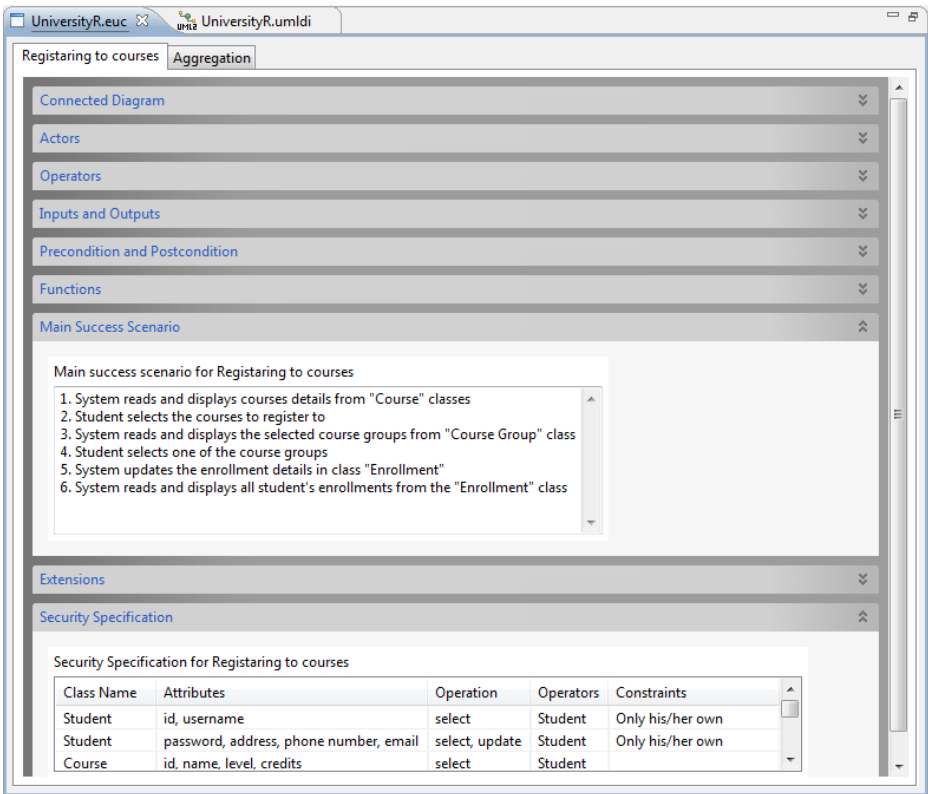 UniversityR.euc
UML2 UniversityR.umldi
Registaring to courses
Aggregation
Connected Diagram
Actors
Operators
Inputs and Outputs
Precondition and Postcondition
Functions
Main Success Scenario
Main success scenario for Registaring to courses
1. System reads and displays courses details from "Course" classes
2. Student selects the courses to register to
3. System reads and displays the selected course groups from "Course Group" class
4. Student selects one of the course groups
5. System updates the enrollment details in class "Enrollment"
6. System reads and displays all student's enrollments from the "Enrollment" class
Extensions
Security Specification
Security Specification for Registaring to courses
Class Name Attributes Operation Operators Constraints
Student id, username select Student Only his/her own
Student password, address, phone number, email select, update Student Only his/her own
Course id, name, level, credits select Student